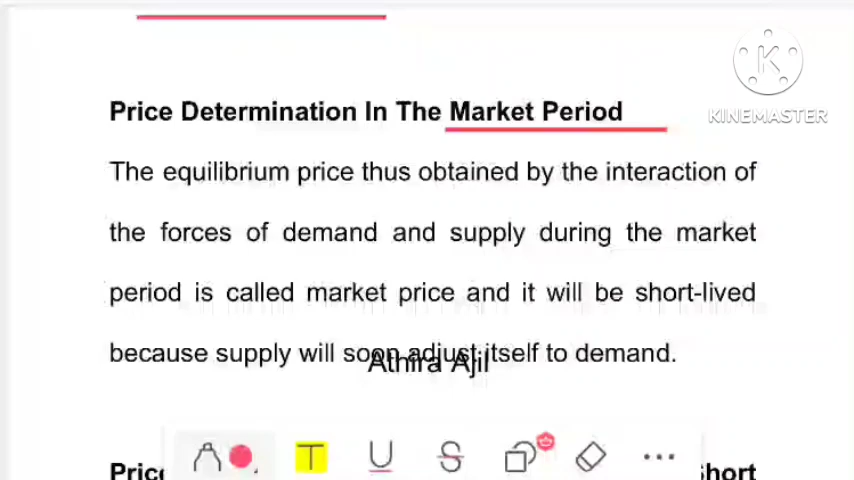 KINEMASTER
Price Determination In The Market Period
The equilibrium price thus obtained by the interaction of
the forces of demand and supply during the market
period is called market price and it will be short-lived
because supply will soon adjust itself to demand.
Athira Ajil
T U S
Short